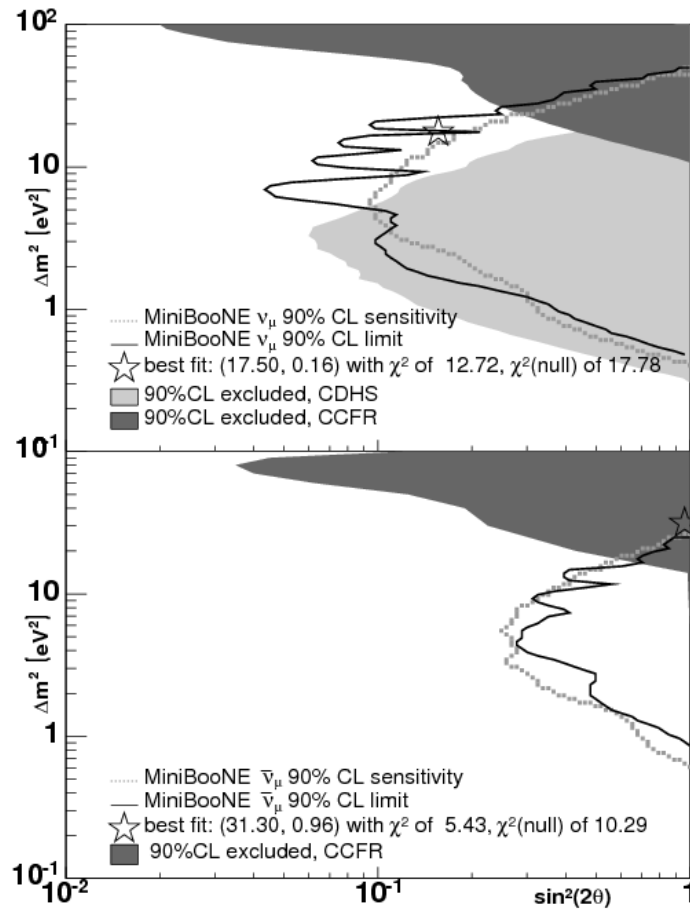 10²
10
1
10⁻¹
Δm² [eV²]
MiniBooNE νμ 90% CL sensitivity
MiniBooNE νμ 90% CL limit
best fit: (17.50, 0.16) with χ² of 12.72, χ²(null) of 17.78
90%CL excluded, CDHS
90%CL excluded, CCFR
10
1
10⁻¹
Δm² [eV²]
MiniBooNE ν̄μ 90% CL sensitivity
MiniBooNE ν̄μ 90% CL limit
best fit: (31.30, 0.96) with χ² of 5.43, χ²(null) of 10.29
90%CL excluded, CCFR
10⁻² 10⁻¹ sin²(2θ) 1